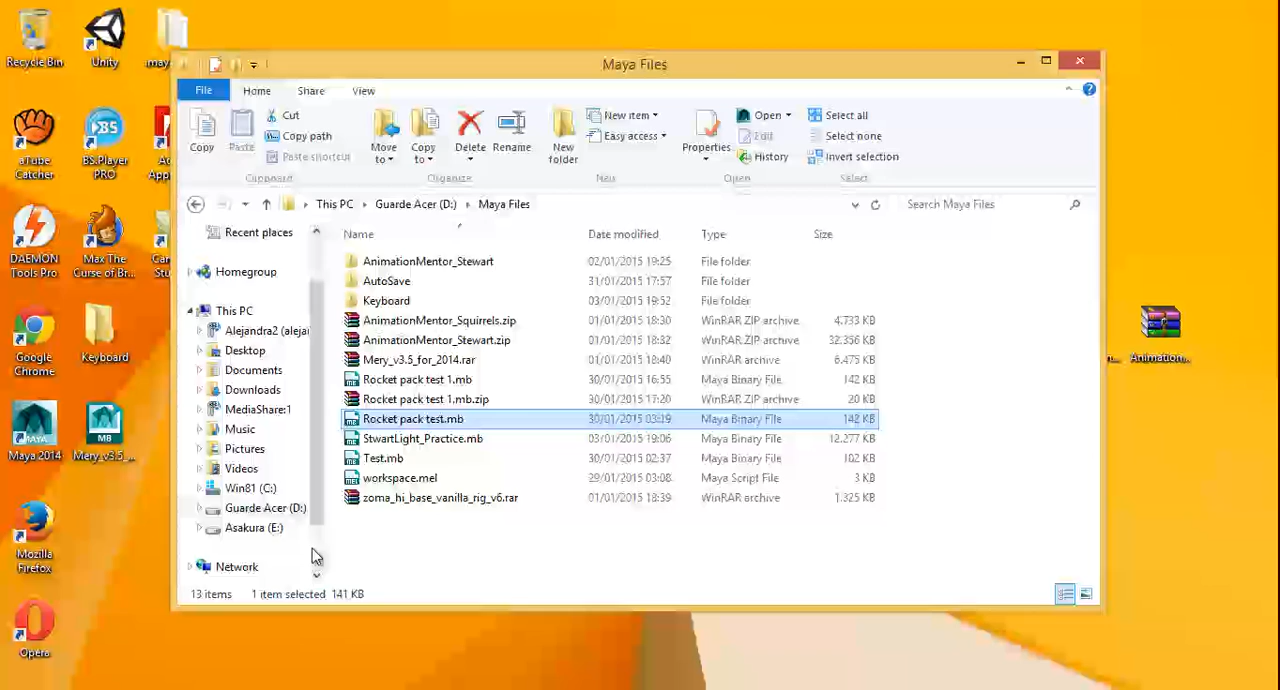 Recycle Bin
Unity
aTube Catcher
BS.Player PRO
DAEMON Tools Pro
Max The Curse of Br...
Google Chrome
Keyboard
Maya 2014
Mery_v3.5_...
Mozilla Firefox
Opera
Maya Files
File
Home
Share
View
Copy
Paste
Cut
Copy path
Paste shortcut
Clipboard
Move to
Copy to
Delete
Rename
Organize
New folder
New item
Easy access
New
Properties
Open
Edit
History
Open
Select all
Select none
Invert selection
Select
This PC
Guarde Acer (D:)
Maya Files
Search Maya Files
Recent places
Homegroup
This PC
Alejandra2 (aleja
Desktop
Documents
Downloads
MediaShare:1
Music
Pictures
Videos
Win81 (C:)
Guarde Acer (D:)
Asakura (E:)
Network
Name Date modified Type Size
AnimationMentor_Stewart 02/01/2015 19:25 File folder
AutoSave 31/01/2015 17:57 File folder
Keyboard 03/01/2015 19:52 File folder
AnimationMentor_Squirrels.zip 01/01/2015 18:30 WinRAR ZIP archive 4.733 KB
AnimationMentor_Stewart.zip 01/01/2015 18:32 WinRAR ZIP archive 32.356 KB
Mery_v3.5_for_2014.rar 01/01/2015 18:40 WinRAR archive 6.475 KB
Rocket pack test 1.mb 30/01/2015 16:55 Maya Binary File 142 KB
Rocket pack test 1.mb.zip 30/01/2015 17:20 WinRAR ZIP archive 20 KB
Rocket pack test.mb 30/01/2015 03:19 Maya Binary File 142 KB
StwartLight_Practice.mb 03/01/2015 19:06 Maya Binary File 12.277 KB
Test.mb 30/01/2015 02:37 Maya Binary File 102 KB
workspace.mel 29/01/2015 03:08 Maya Script File 3 KB
zoma_hi_base_vanilla_rig_v6.rar 01/01/2015 18:39 WinRAR archive 1.325 KB
13 items 1 item selected 141 KB
Animation...